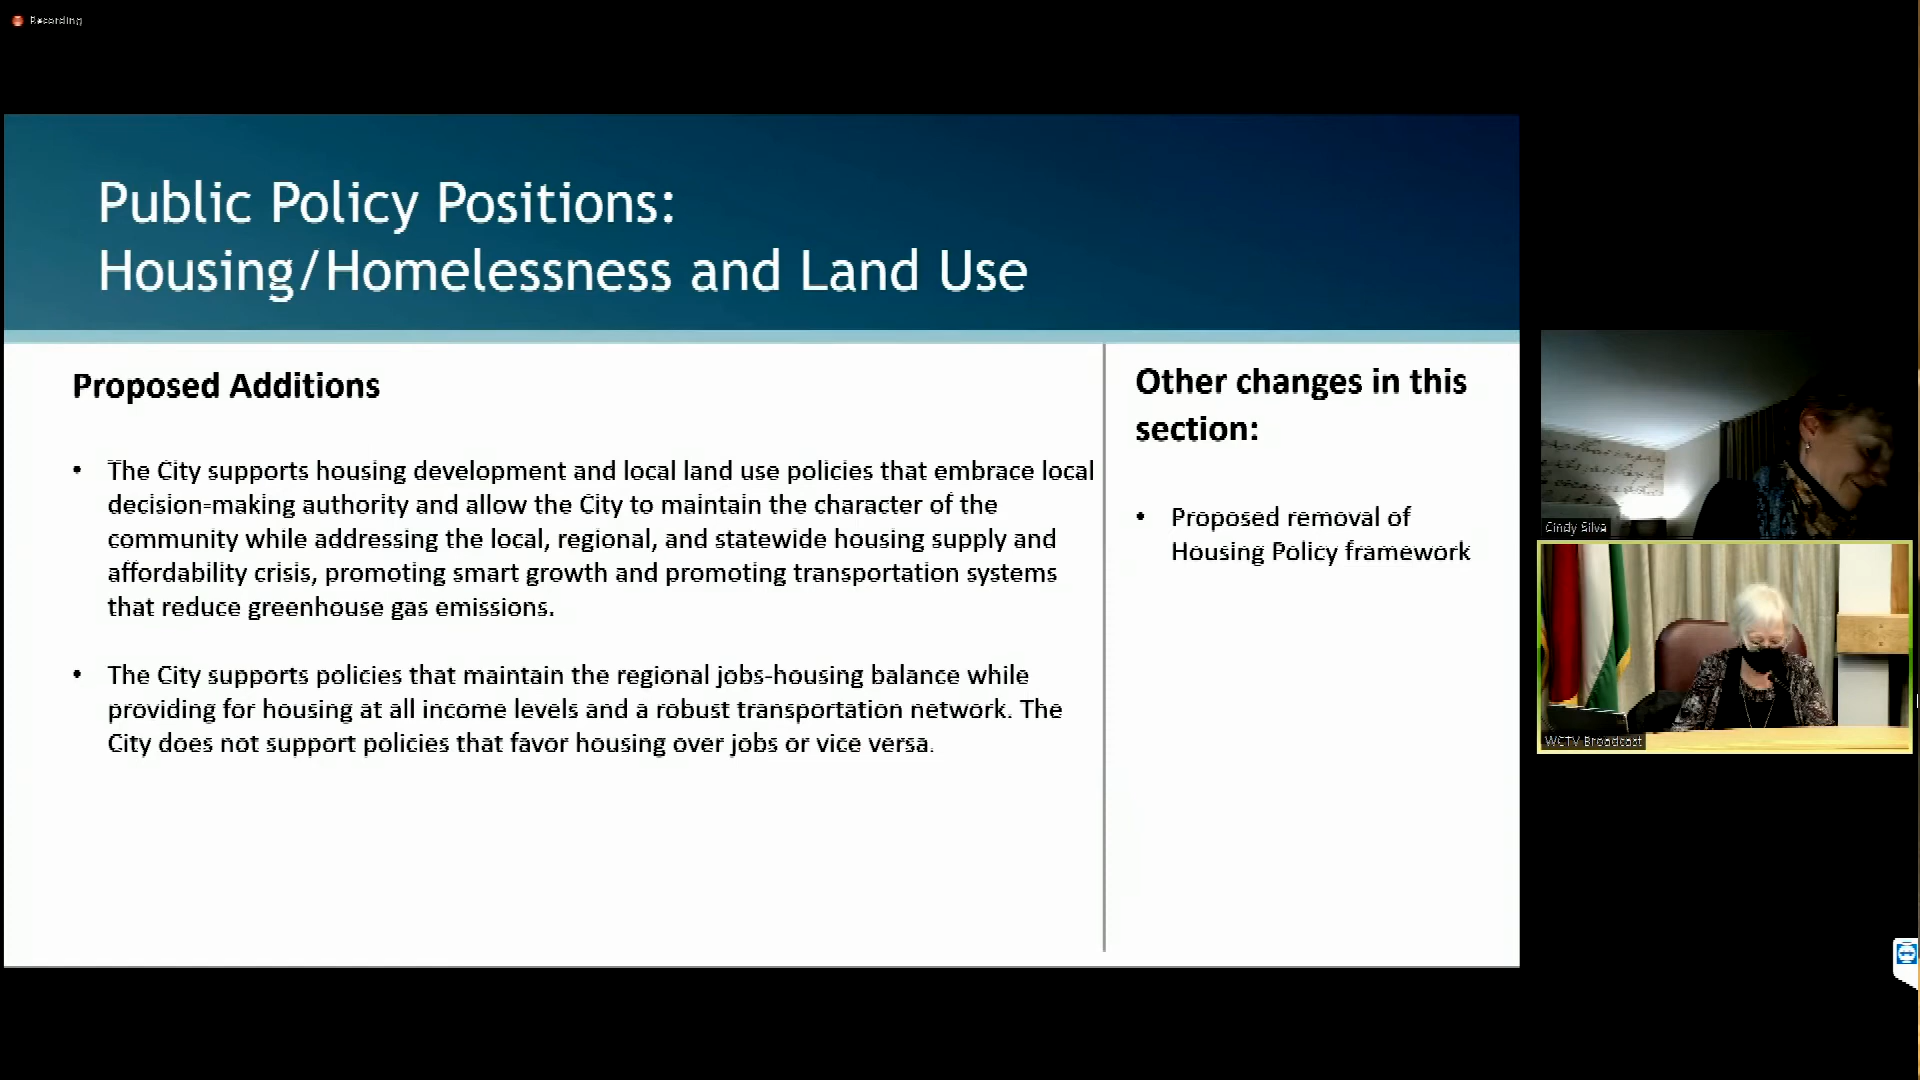 Recording
Public Policy Positions:
Housing/Homelessness and Land Use
Proposed Additions
• The City supports housing development and local land use policies that embrace local
decision-making authority and allow the City to maintain the character of the
community while addressing the local, regional, and statewide housing supply and
affordability crisis, promoting smart growth and promoting transportation systems
that reduce greenhouse gas emissions.
• The City supports policies that maintain the regional jobs-housing balance while
providing for housing at all income levels and a robust transportation network. The
City does not support policies that favor housing over jobs or vice versa.
Other changes in this
section:
• Proposed removal of
Housing Policy framework
Cindy Silva
WCTV Broadcast